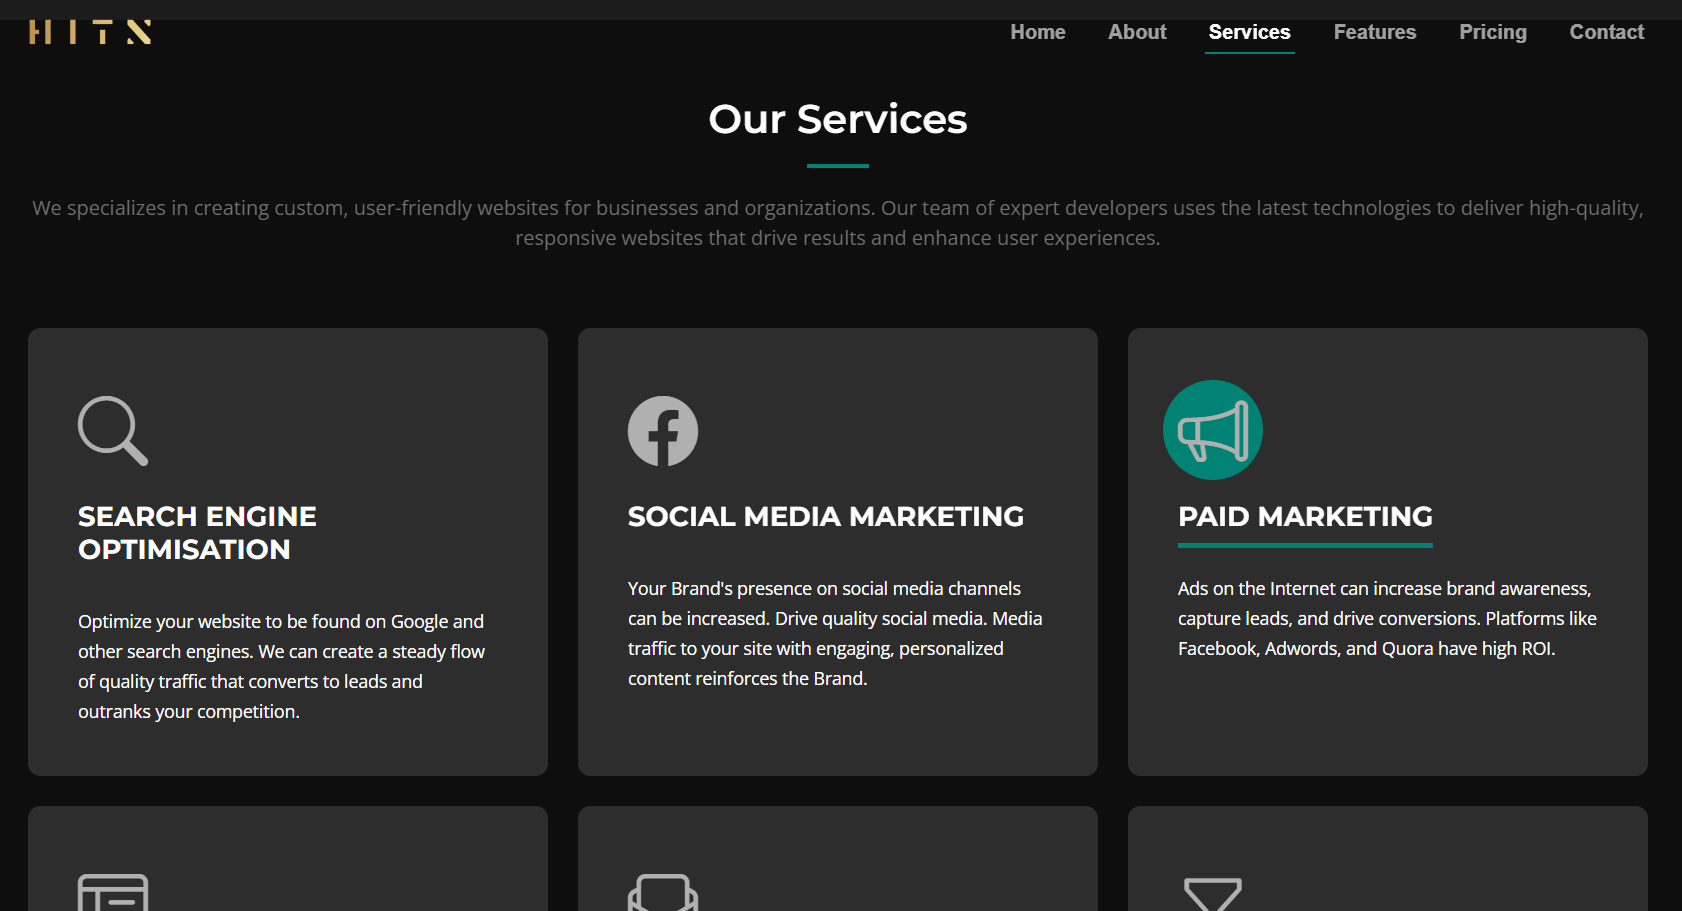 Home About Services Features Pricing Contact
Our Services
We specializes in creating custom, user-friendly websites for businesses and organizations. Our team of expert developers uses the latest technologies to deliver high-quality,
responsive websites that drive results and enhance user experiences.
SEARCH ENGINE
OPTIMISATION
Optimize your website to be found on Google and
other search engines. We can create a steady flow
of quality traffic that converts to leads and
outranks your competition.
SOCIAL MEDIA MARKETING
Your Brand's presence on social media channels
can be increased. Drive quality social media. Media
traffic to your site with engaging, personalized
content reinforces the Brand.
PAID MARKETING
Ads on the Internet can increase brand awareness,
capture leads, and drive conversions. Platforms like
Facebook, Adwords, and Quora have high ROI.